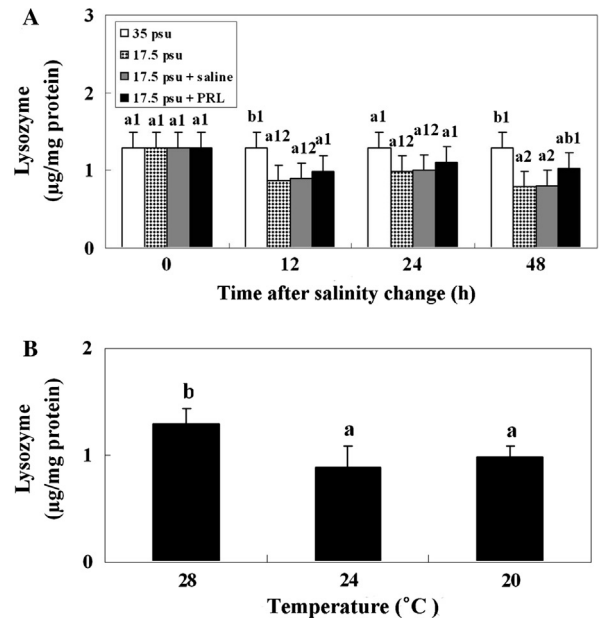 A
3
35 psu
17.5 psu
17.5 psu + saline
17.5 psu + PRL
2
a1 a1 a1 a1
b1 a12 a12 a1
a1 a12 a12 a1
b1 a2 a2 ab1
1
0
Lysozyme
(µg/mg protein)
0 12 24 48
Time after salinity change (h)
B
2
b
a
a
1
0
Lysozyme
(µg/mg protein)
28 24 20
Temperature (°C )